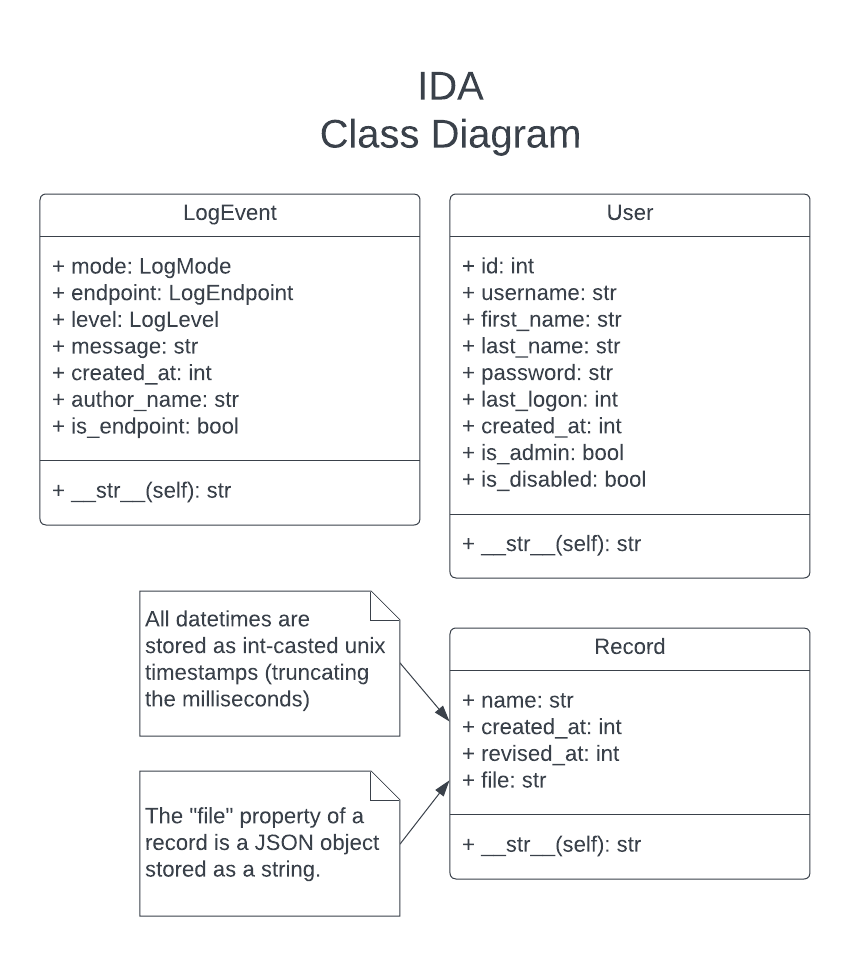 IDA
Class Diagram
LogEvent
+ mode: LogMode
+ endpoint: LogEndpoint
+ level: LogLevel
+ message: str
+ created_at: int
+ author_name: str
+ is_endpoint: bool
+ __str__(self): str
User
+ id: int
+ username: str
+ first_name: str
+ last_name: str
+ password: str
+ last_logon: int
+ created_at: int
+ is_admin: bool
+ is_disabled: bool
+ __str__(self): str
All datetimes are
stored as int-casted unix
timestamps (truncating
the milliseconds)
Record
+ name: str
+ created_at: int
+ revised_at: int
+ file: str
+ __str__(self): str
The "file" property of a
record is a JSON object
stored as a string.